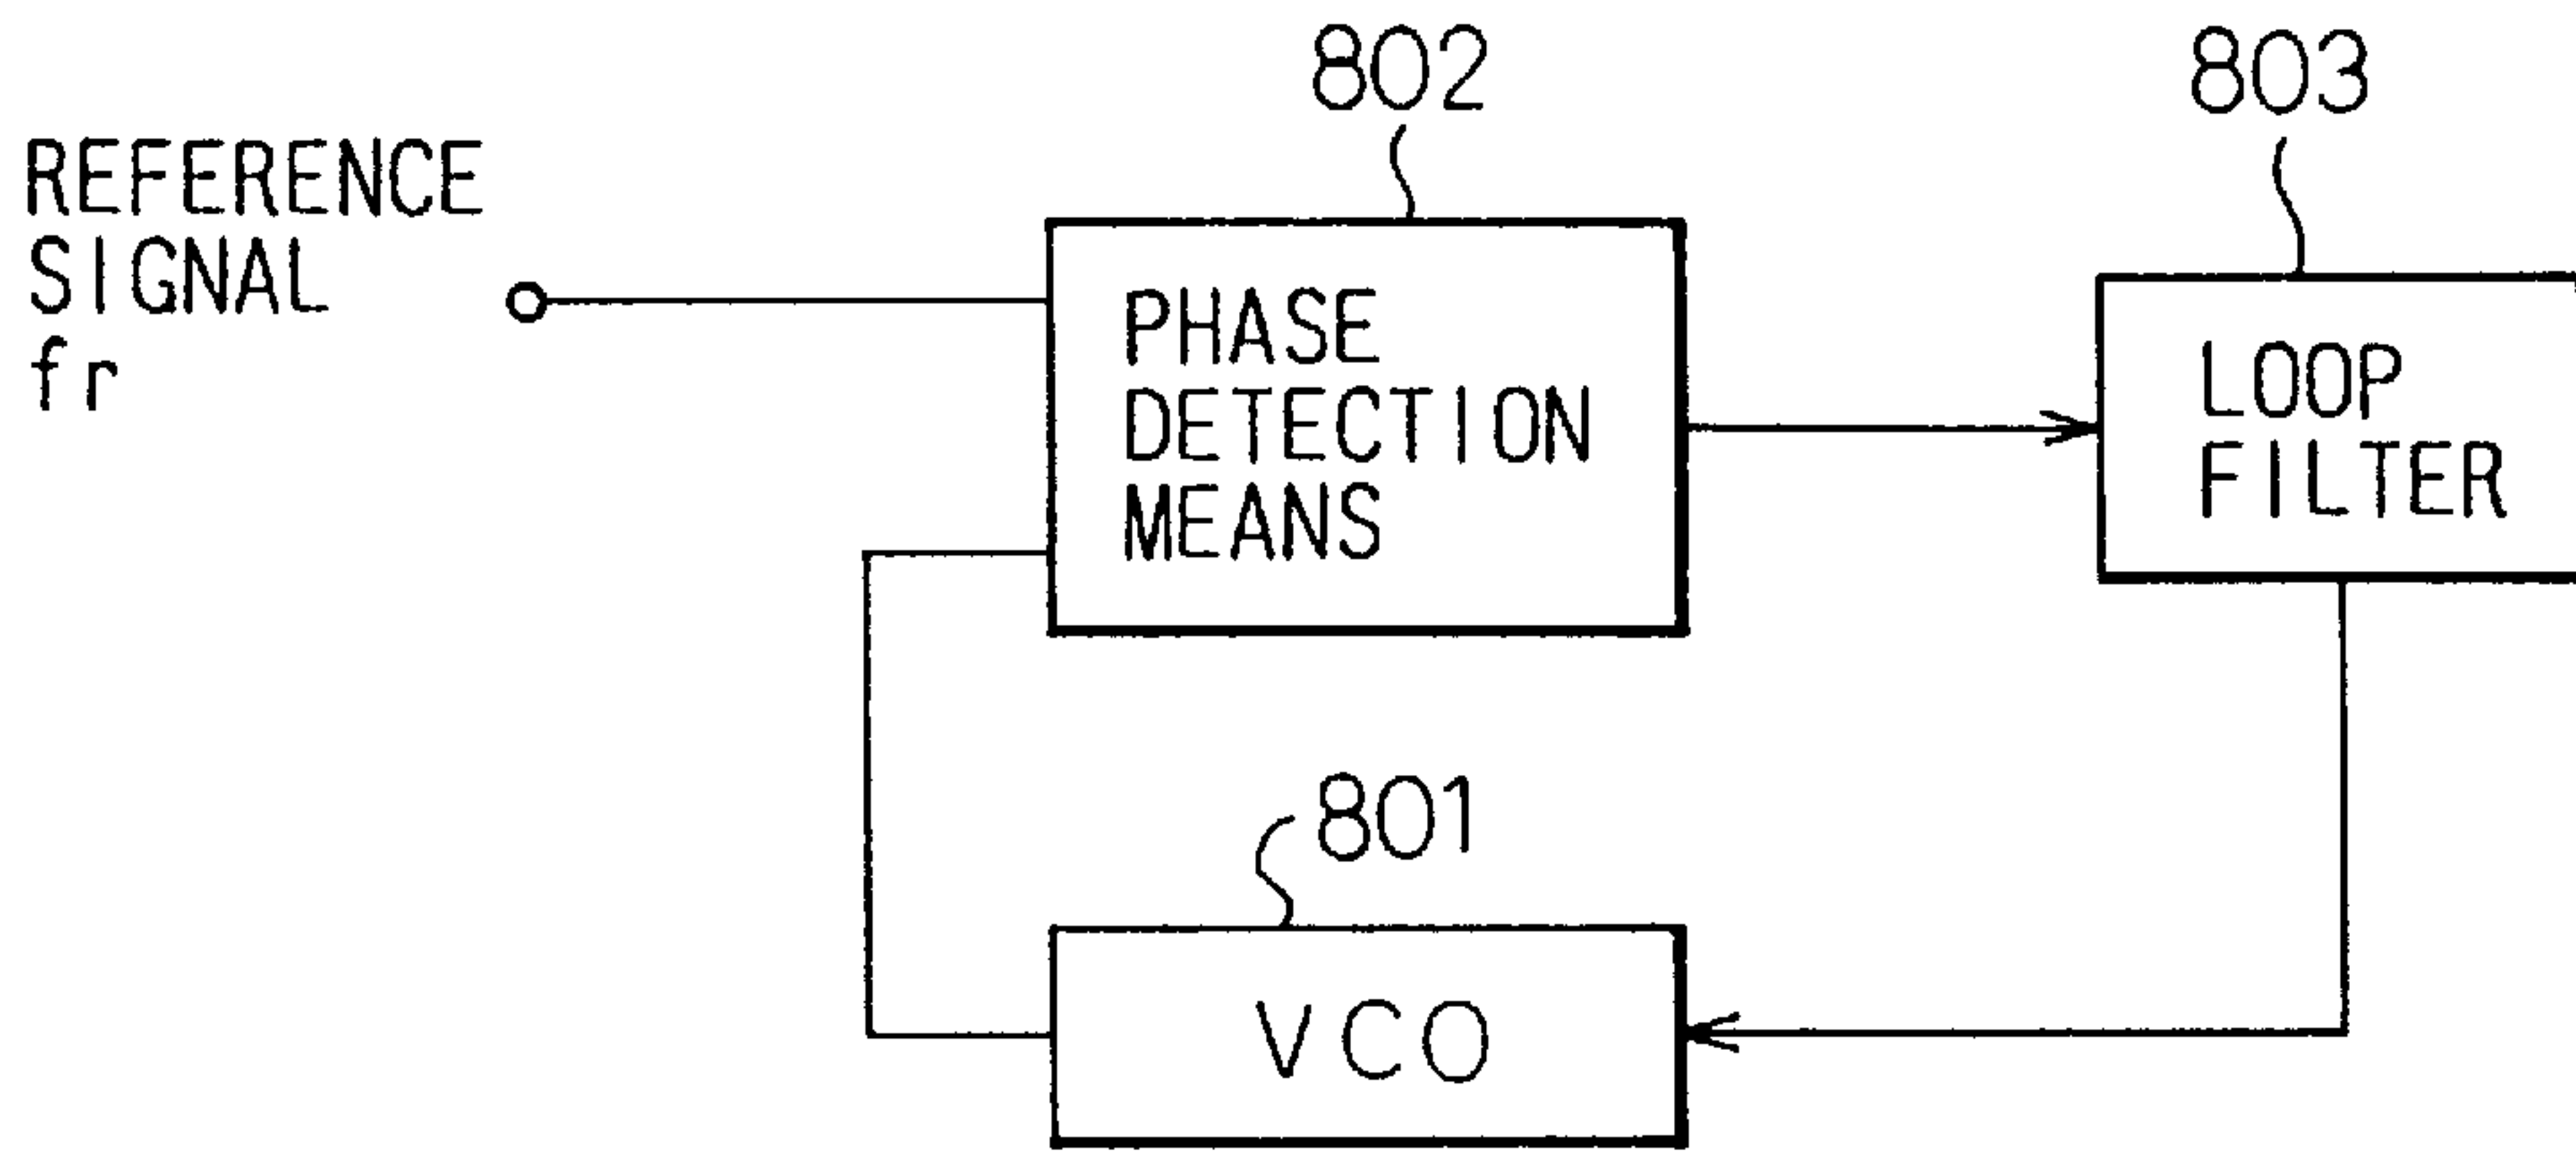 802
803
REFERENCE
SIGNAL
fr
PHASE
DETECTION
MEANS
LOOP
FILTER
801
VCO